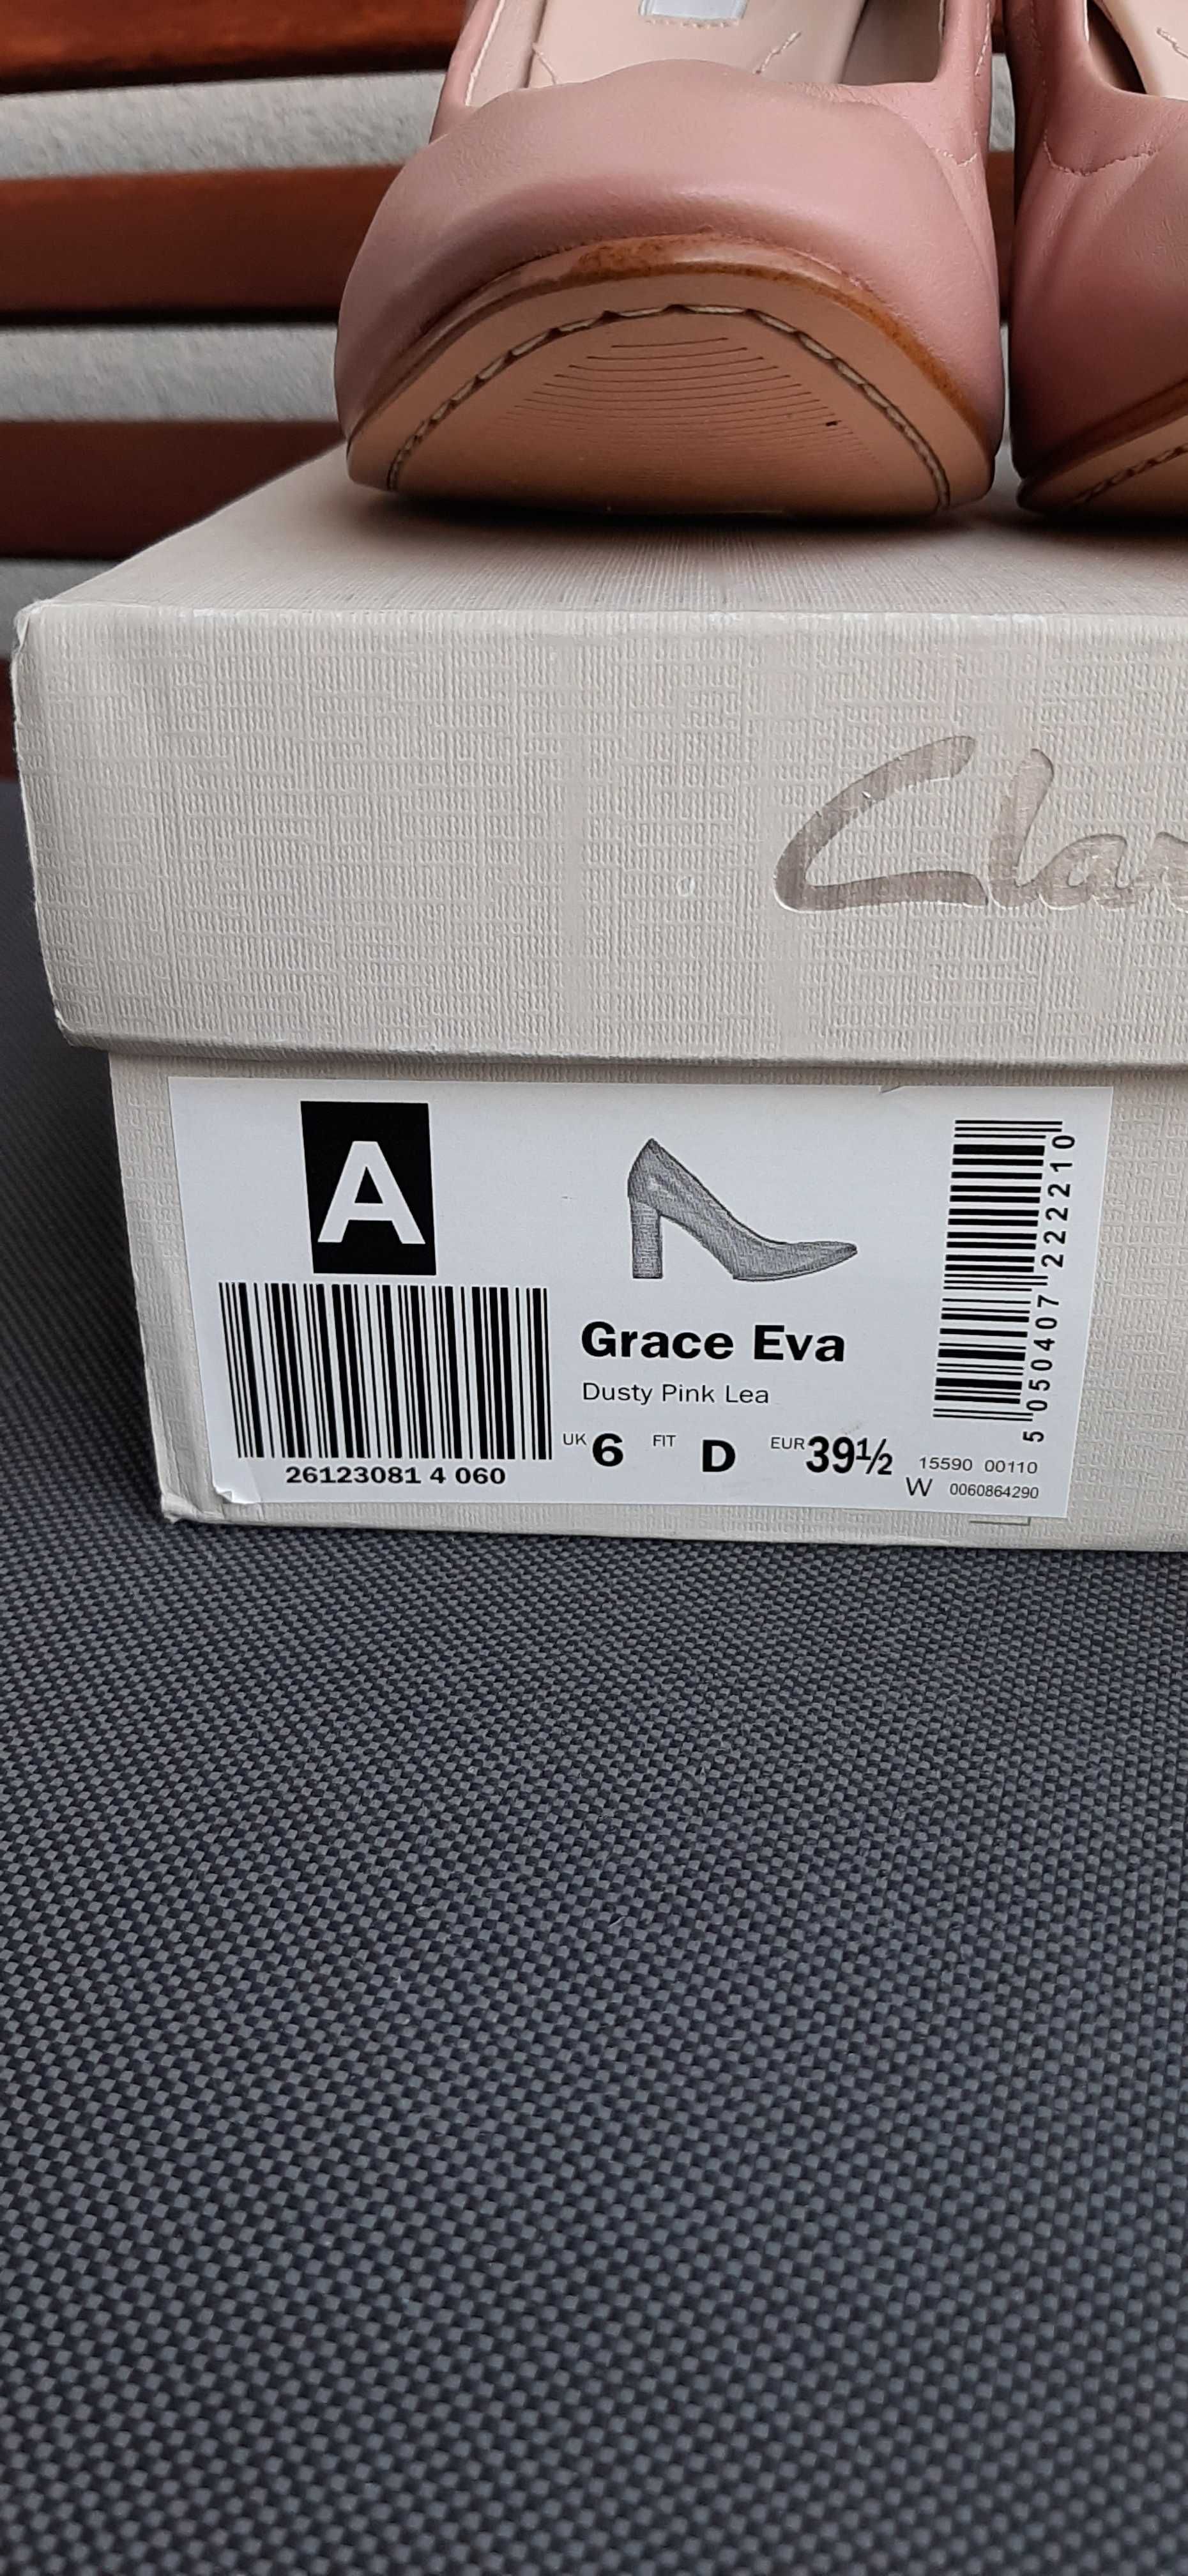 Clar
A
Grace Eva
Dusty Pink Lea
UK 6 FIT D EUR 39½
26123081 4 060
5 050407 222210
15590 00110
W 0060864290